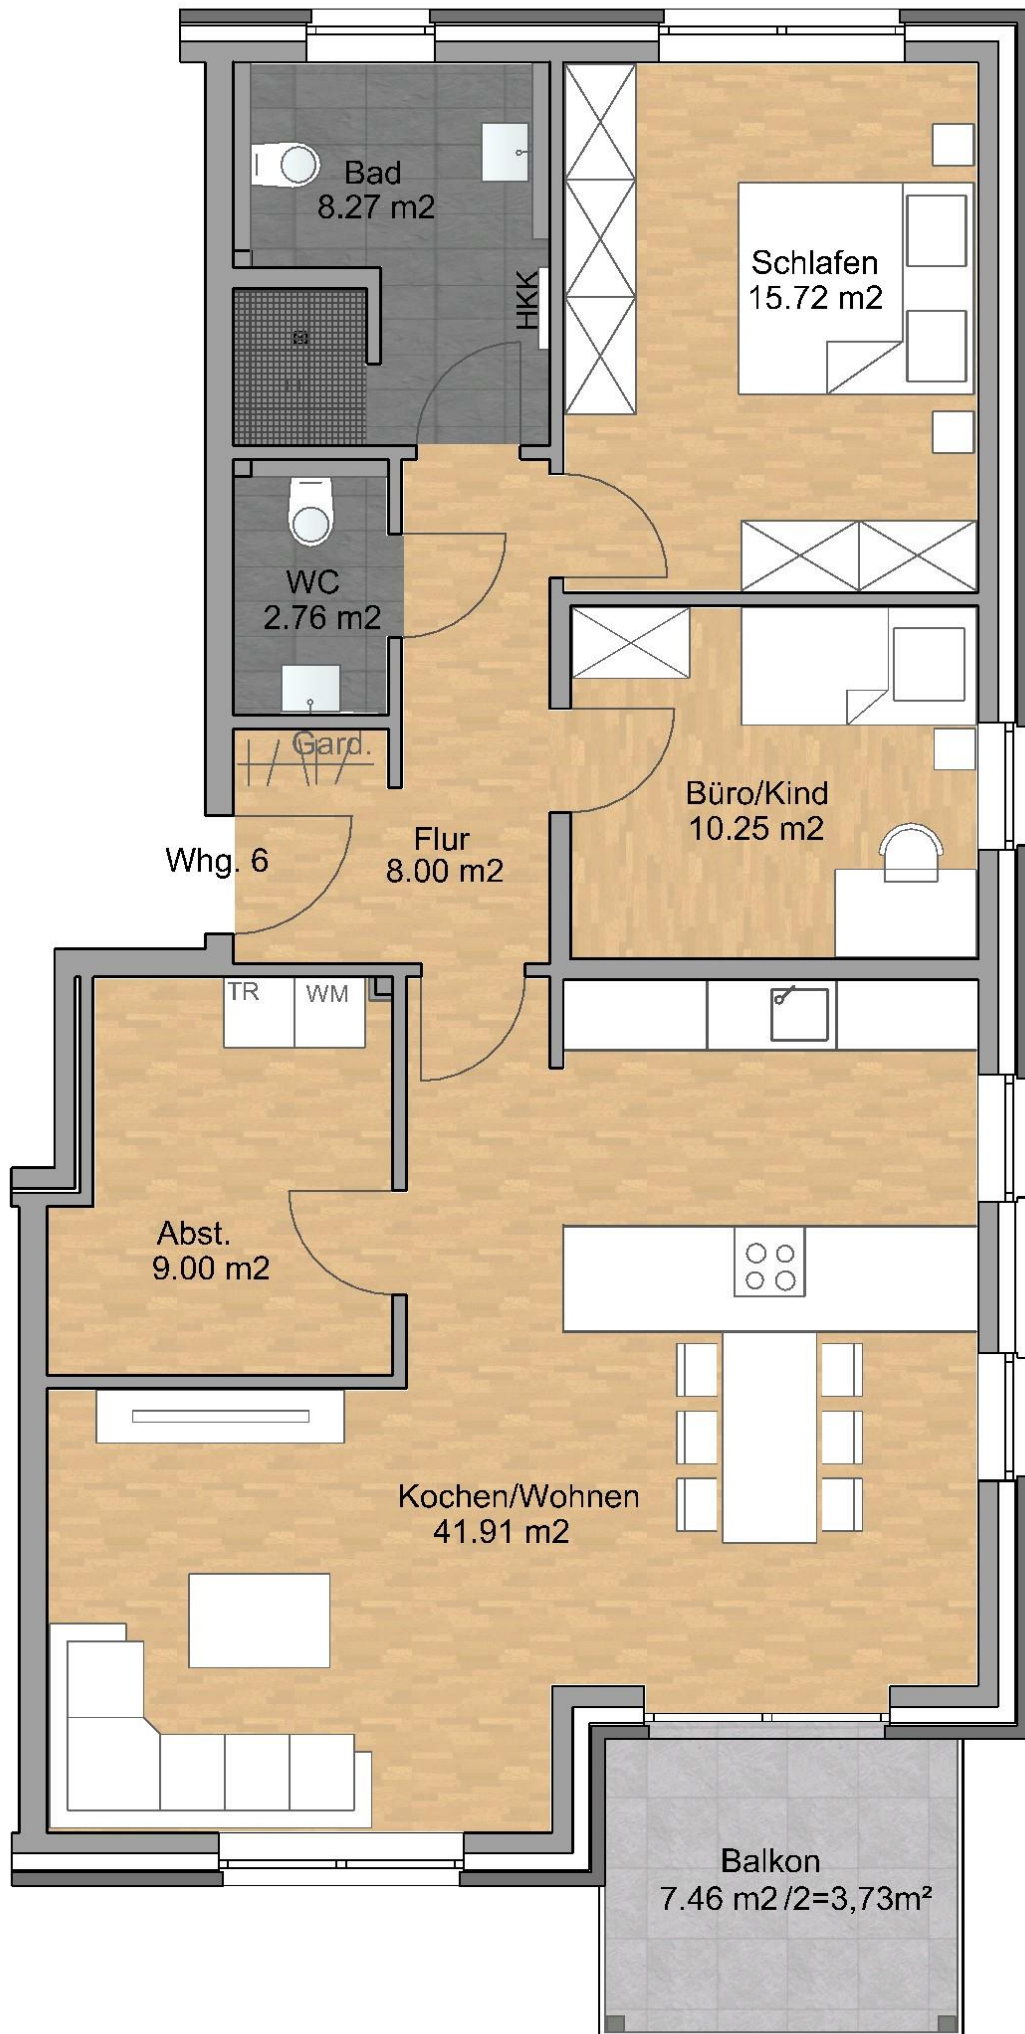 Bad
8.27 m2
HKK
Schlafen
15.72 m2
WC
2.76 m2
Gard.
Büro/Kind
10.25 m2
Flur
8.00 m2
Whg. 6
TR
WM
Abst.
9.00 m2
Kochen/Wohnen
41.91 m2
Balkon
7.46 m2 /2=3,73m²